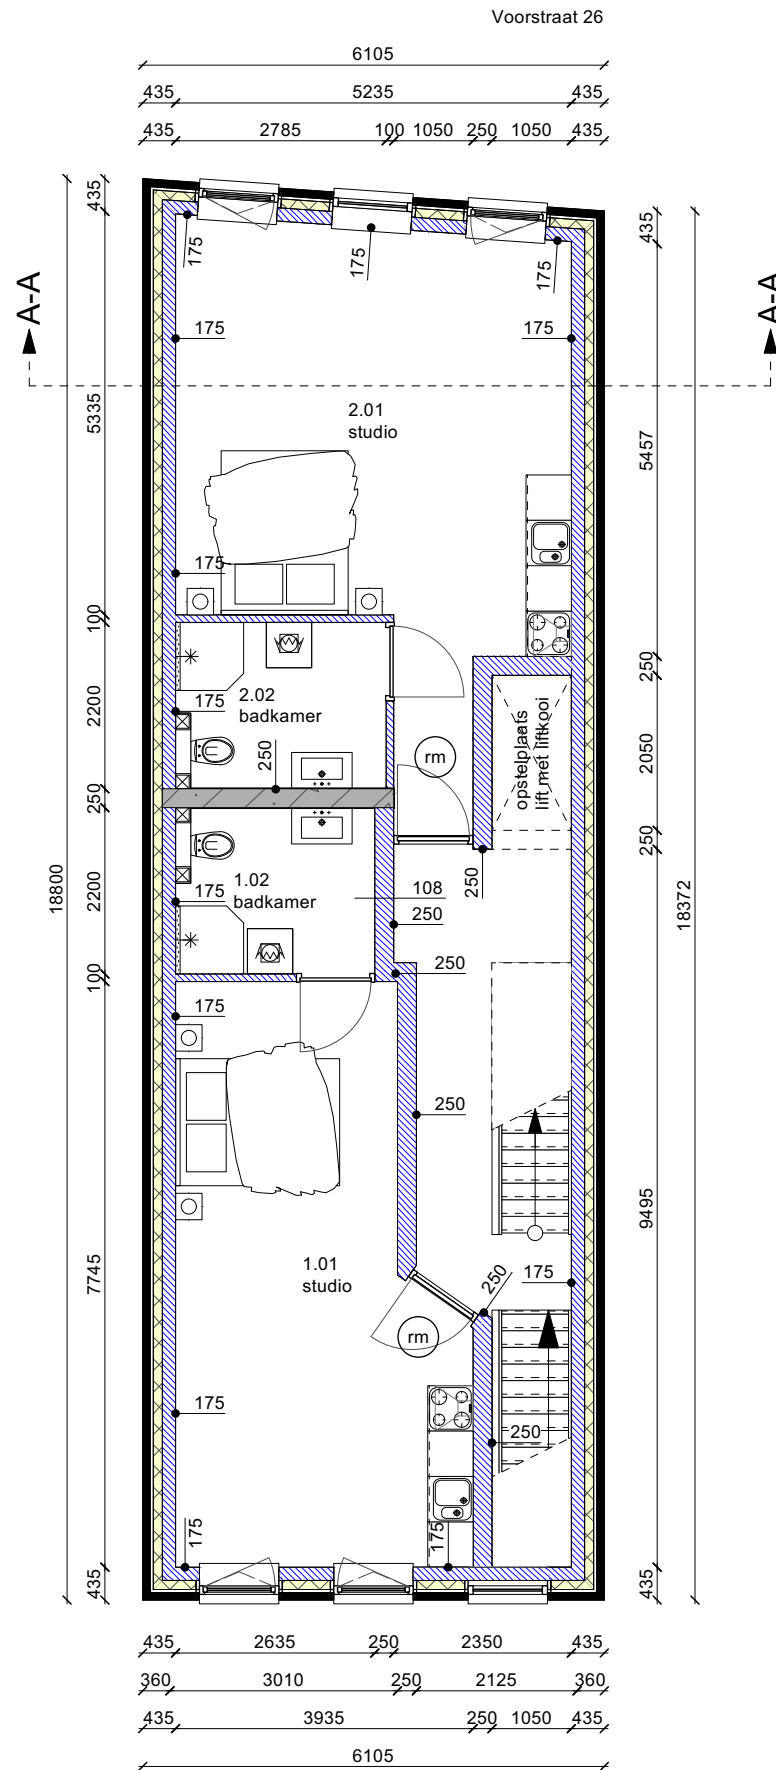 Voorstraat 26
6105
435 5235 435
435 2785 100 1050 250 1050 435
435
435
175
175
175
A-A
A-A
175
175
5335
5457
2.01
studio
175
100
250
2200
175
2.02
badkamer
250
rm
opstelplaats
lift met liftkooi
2050
250
250
18800
2200
175
1.02
badkamer
108
250
250
18372
250
100
175
250
9495
7745
1.01
studio
250
175
rm
175
250
175
175
435
435
435 2635 250 2350 435
360 3010 250 2125 360
435 3935 250 1050 435
6105